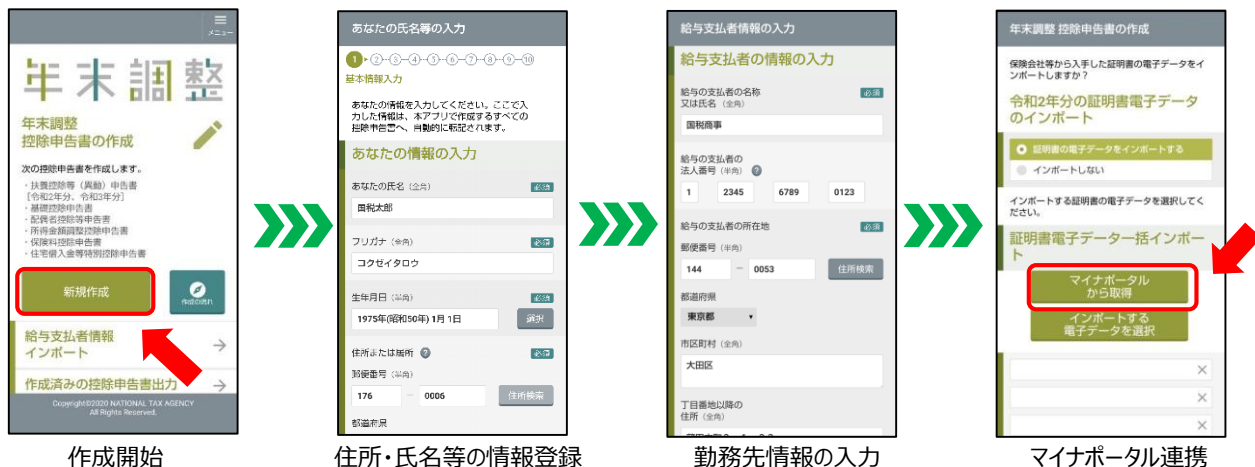 メニュー
年末調整
年末調整
控除申告書の作成
次の控除申告書を作成します。
・扶養控除等（異動）申告書
［令和2年分、令和3年分］
・基礎控除申告書
・配偶者控除等申告書
・所得金額調整控除申告書
・保険料控除申告書
・住宅借入金等特別控除申告書
新規作成
作成の流れ
給与支払者情報
インポート
作成済みの控除申告書出力
Copyright©2020 NATIONAL TAX AGENCY
All Rights Reserved.
作成開始
あなたの氏名等の入力
1 2 3 4 5 6 7 8 9 10
基本情報入力
あなたの情報を入力してください。ここで入
力した情報は、本アプリで作成するすべての
控除申告書へ、自動的に転記されます。
あなたの情報の入力
あなたの氏名（全角） 必須
国税太郎
フリガナ（全角） 必須
コクゼイタロウ
生年月日（半角） 必須
1975年(昭和50年) 1月 1日 選択
住所または居所 ? 必須
郵便番号（半角）
176 － 0006 住所検索
都道府県
住所・氏名等の情報登録
給与支払者情報の入力
給与支払者の情報の入力
給与の支払者の名称 必須
又は氏名（全角）
国税商事
給与の支払者の
法人番号（半角） ?
1 2345 6789 0123
給与の支払者の所在地 必須
郵便番号（半角）
144 － 0053 住所検索
都道府県
東京都
市区町村（全角）
大田区
丁目番地以降の
住所（全角）
勤務先情報の入力
年末調整 控除申告書の作成
保険会社等から入手した証明書の電子データをイ
ンポートしますか？
令和2年分の証明書電子データ
のインポート
証明書の電子データをインポートする
インポートしない
インポートする証明書の電子データを選択してく
ださい。
証明書電子データ一括インポー
ト
マイナポータル
から取得
インポートする
電子データを選択
マイナポータル連携